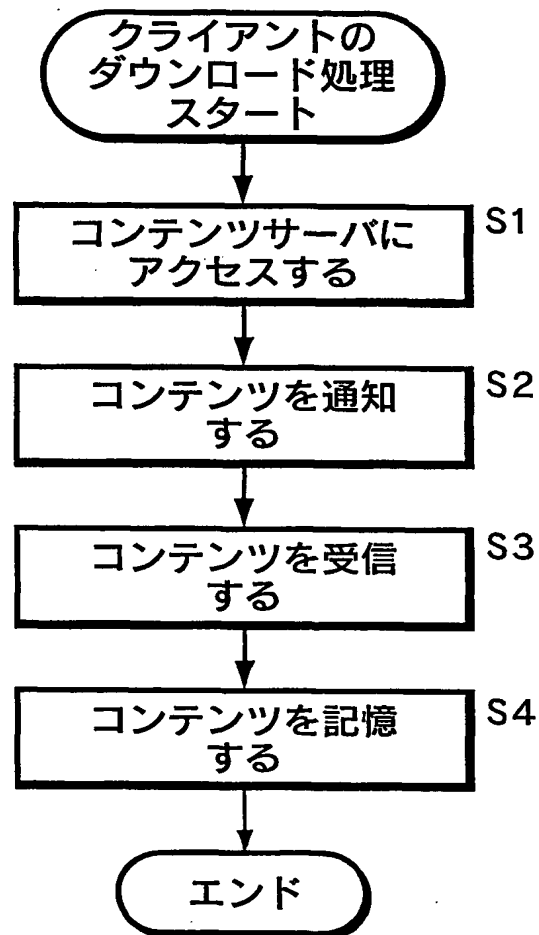 クライアントの
ダウンロード処理
スタート
コンテンツサーバに
アクセスする
S1
コンテンツを通知
する
S2
コンテンツを受信
する
S3
コンテンツを記憶
する
S4
エンド